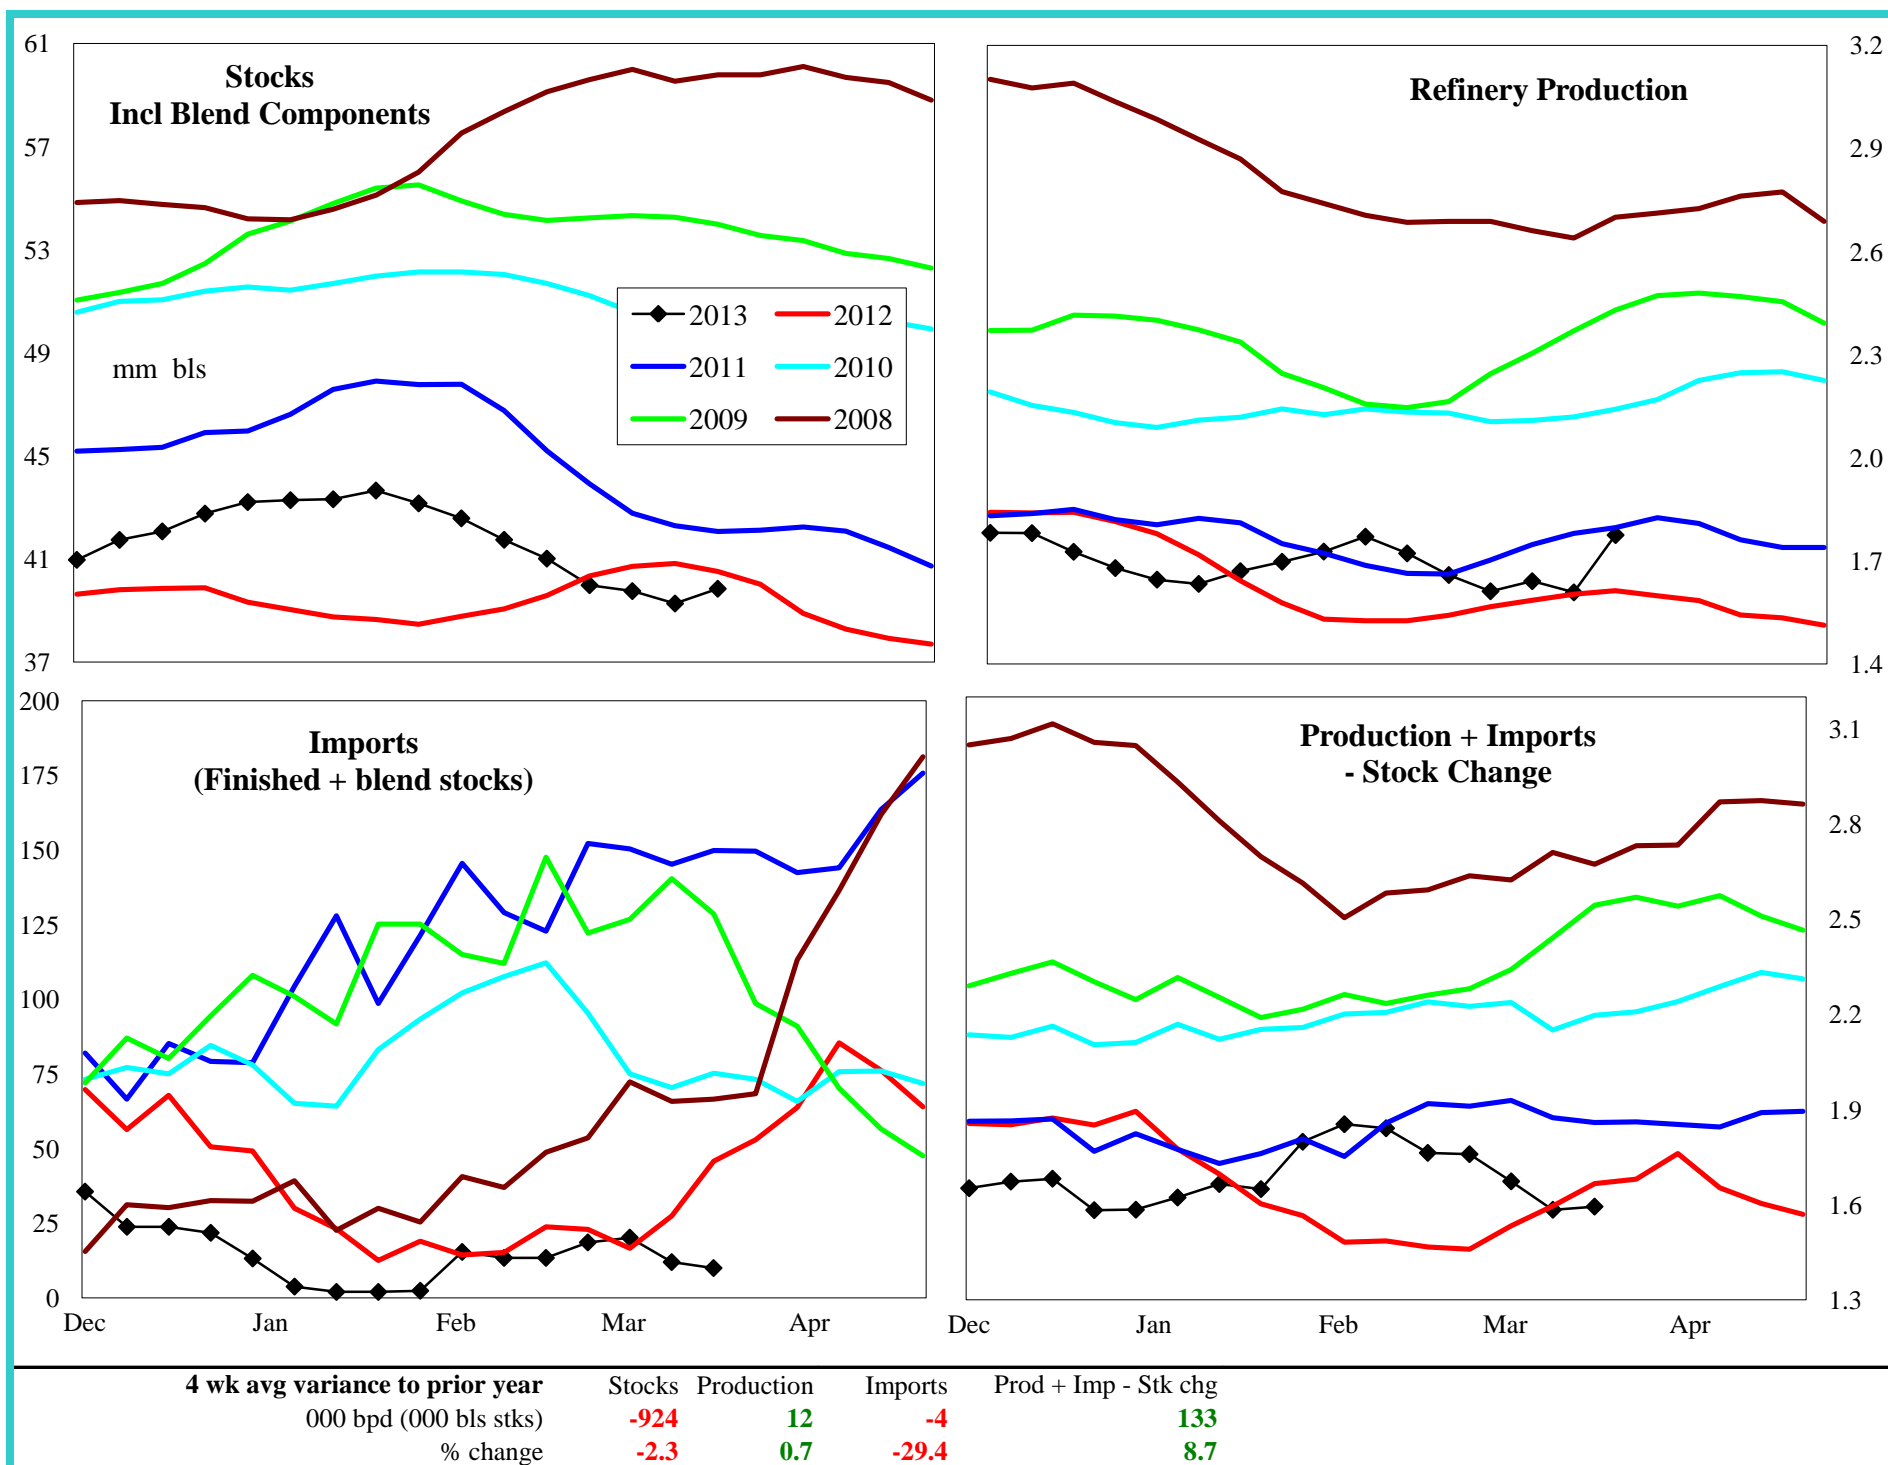 Stocks
Incl Blend Components
61
57
53
49
45
41
37
mm bls
2013 2012
2011 2010
2009 2008
Refinery Production
3.2
2.9
2.6
2.3
2.0
1.7
1.4
Imports
(Finished + blend stocks)
200
175
150
125
100
75
50
25
0
Dec Jan Feb Mar Apr
Production + Imports
- Stock Change
3.1
2.8
2.5
2.2
1.9
1.6
1.3
Dec Jan Feb Mar Apr
4 wk avg variance to prior year Stocks Production Imports Prod + Imp - Stk chg
000 bpd (000 bls stks) -924 12 -4 133
% change -2.3 0.7 -29.4 8.7